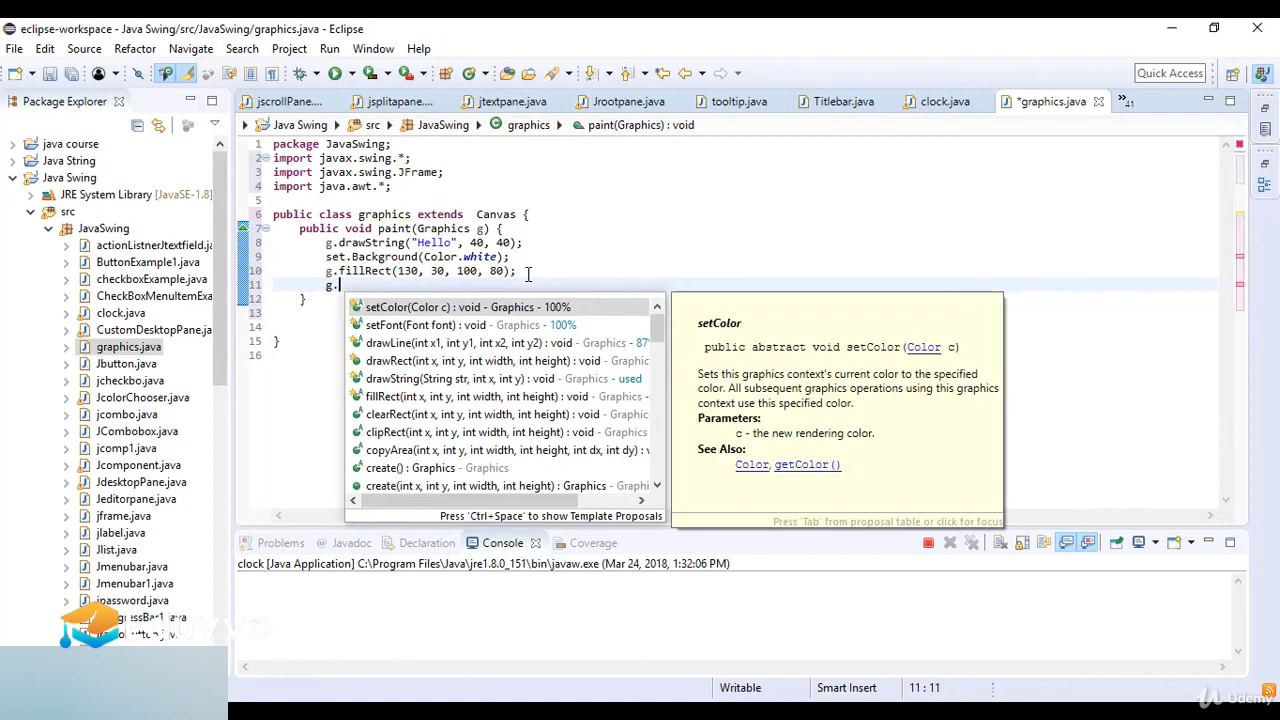 eclipse-workspace - Java Swing/src/JavaSwing/graphics.java - Eclipse
File Edit Source Refactor Navigate Search Project Run Window Help
Quick Access
Package Explorer
jscrollPane....
jsplitapane....
jtextpane.java
Jrootpane.java
tooltip.java
Titlebar.java
clock.java
*graphics.java
41
Java Swing
src
JavaSwing
graphics
paint(Graphics) : void
java course
Java String
Java Swing
JRE System Library [JavaSE-1.8]
src
JavaSwing
actionListnerJtextfield.ja
ButtonExample1.java
checkboxExample.java
CheckBoxMenuItemExa
clock.java
CustomDesktopPane.ja
graphics.java
Jbutton.java
jcheckbo.java
JcolorChooser.java
jcombo.java
JCombobox.java
jcomp1.java
Jcomponent.java
JdesktopPane.java
Jeditorpane.java
jframe.java
jlabel.java
Jlist.java
Jmenubar.java
Jmenubar1.java
jpassword.java
1 package JavaSwing;
2 import javax.swing.*;
3 import javax.swing.JFrame;
4 import java.awt.*;
5
6 public class graphics extends Canvas {
7 public void paint(Graphics g) {
8 g.drawString("Hello", 40, 40);
9 set.Background(Color.white);
10 g.fillRect(130, 30, 100, 80);
11 g.
12 }
13
14
15 }
16
setColor(Color c) : void - Graphics - 100%
setFont(Font font) : void - Graphics - 100%
drawLine(int x1, int y1, int x2, int y2) : void - Graphics - 87
drawRect(int x, int y, int width, int height) : void - Graphics
drawString(String str, int x, int y) : void - Graphics - used
fillRect(int x, int y, int width, int height) : void - Graphics -
clearRect(int x, int y, int width, int height) : void - Graphics
clipRect(int x, int y, int width, int height) : void - Graphics
copyArea(int x, int y, int width, int height, int dx, int dy) : vo
create() : Graphics - Graphics
create(int x, int y, int width, int height) : Graphics - Graphi
Press 'Ctrl+Space' to show Template Proposals
setColor
public abstract void setColor(Color c)
Sets this graphics context's current color to the specified
color. All subsequent graphics operations using this graphics
context use this specified color.
Parameters:
c - the new rendering color.
See Also:
Color, getColor()
Press 'Tab' from proposal table or click for focus
Problems
Javadoc
Declaration
Console
Coverage
clock [Java Application] C:\Program Files\Java\jre1.8.0_151\bin\javaw.exe (Mar 24, 2018, 1:32:06 PM)
Writable
Smart Insert
11 : 11
Udemy